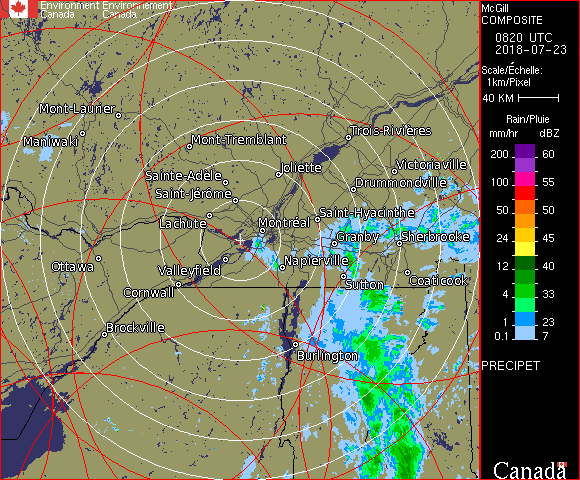 Environment Environnement
Canada Canada
McGill
COMPOSITE
0820 UTC
2018-07-23
Scale/Échelle:
1km/Pixel
40 KM
Rain/Pluie
mm/hr dBZ
200 60
55
100 55
50 50
24 45
12 40
4 33
1 23
0.1 7
PRECIPET
Canada
Mont-Laurier
Maniwaki
Mont-Tremblant
Trois-Rivières
Sainte-Adèle
Joliette
Victoriaville
Saint-Jérôme
Drummondville
Lachute
Montréal
Saint-Hyacinthe
Granby
Sherbrooke
Ottawa
Valleyfield
Napierville
Cornwall
Sutton
Coaticook
Brockville
Burlington